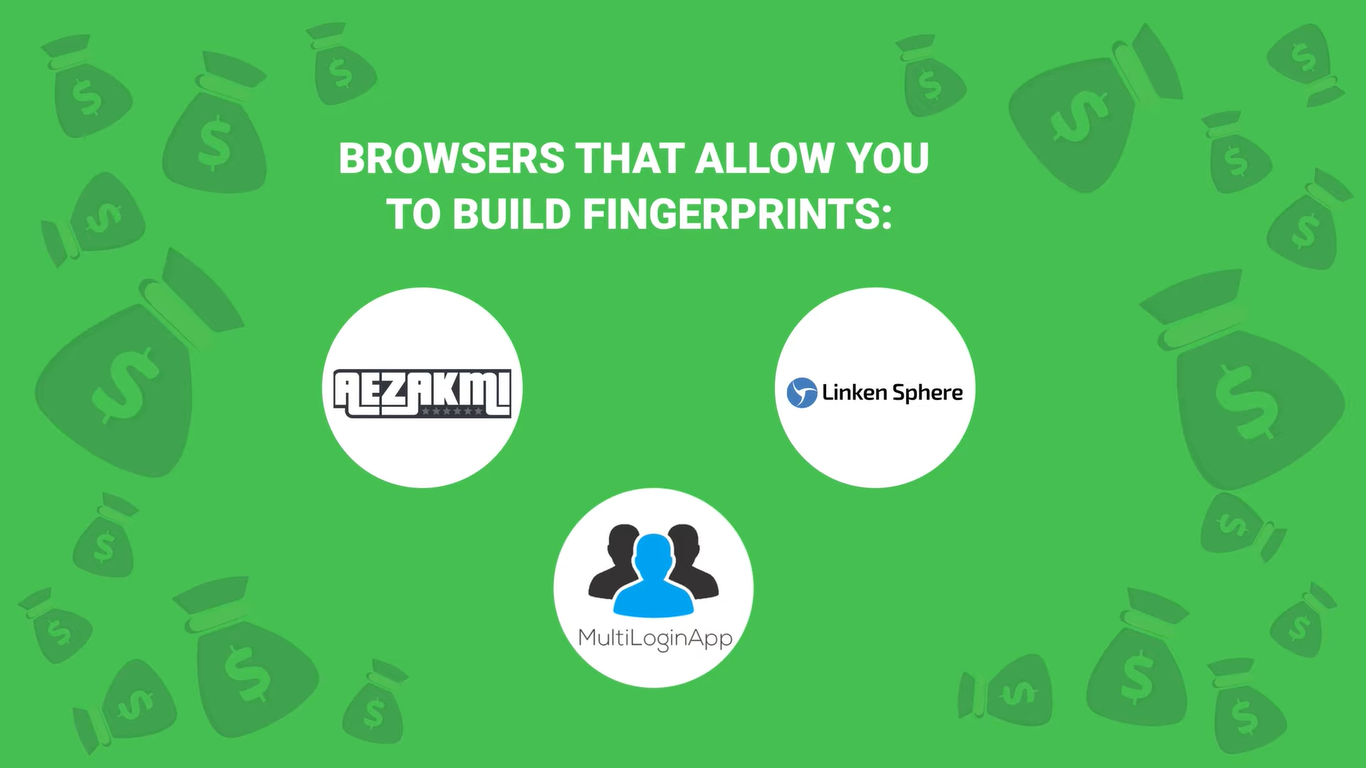 BROWSERS THAT ALLOW YOU
TO BUILD FINGERPRINTS:
AEZAKMI
Linken Sphere
MultiLoginApp